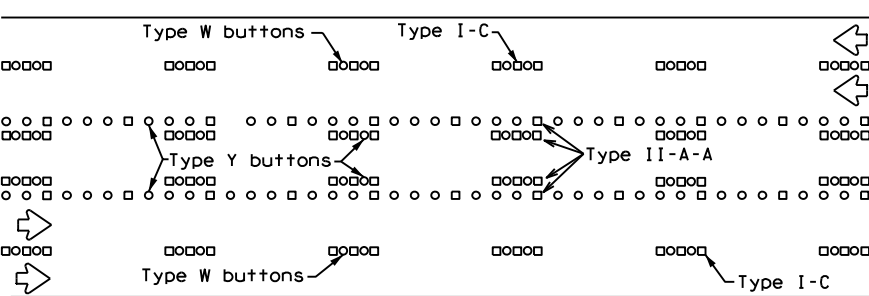 Type W buttons
Type I-C
Type Y buttons
Type II-A-A
Type W buttons
Type I-C